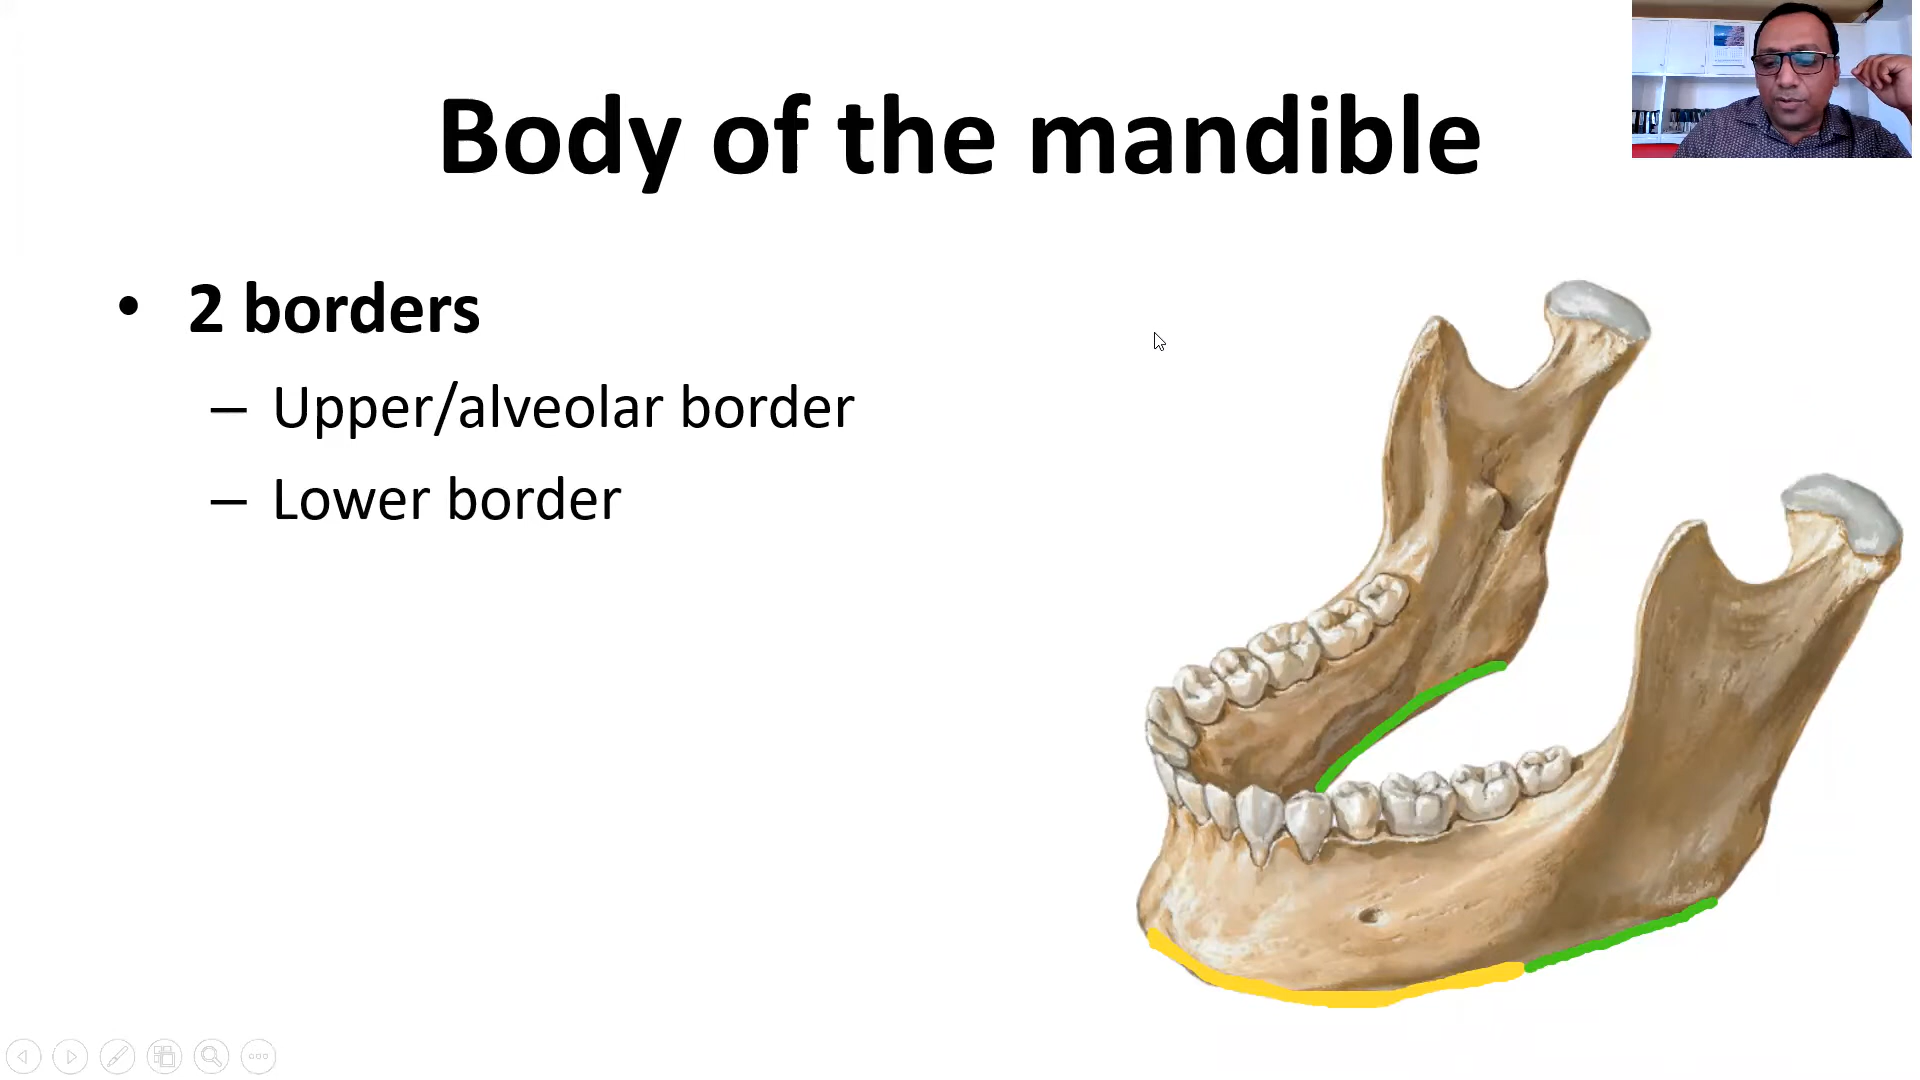 Body of the mandible
• 2 borders
– Upper/alveolar border
– Lower border